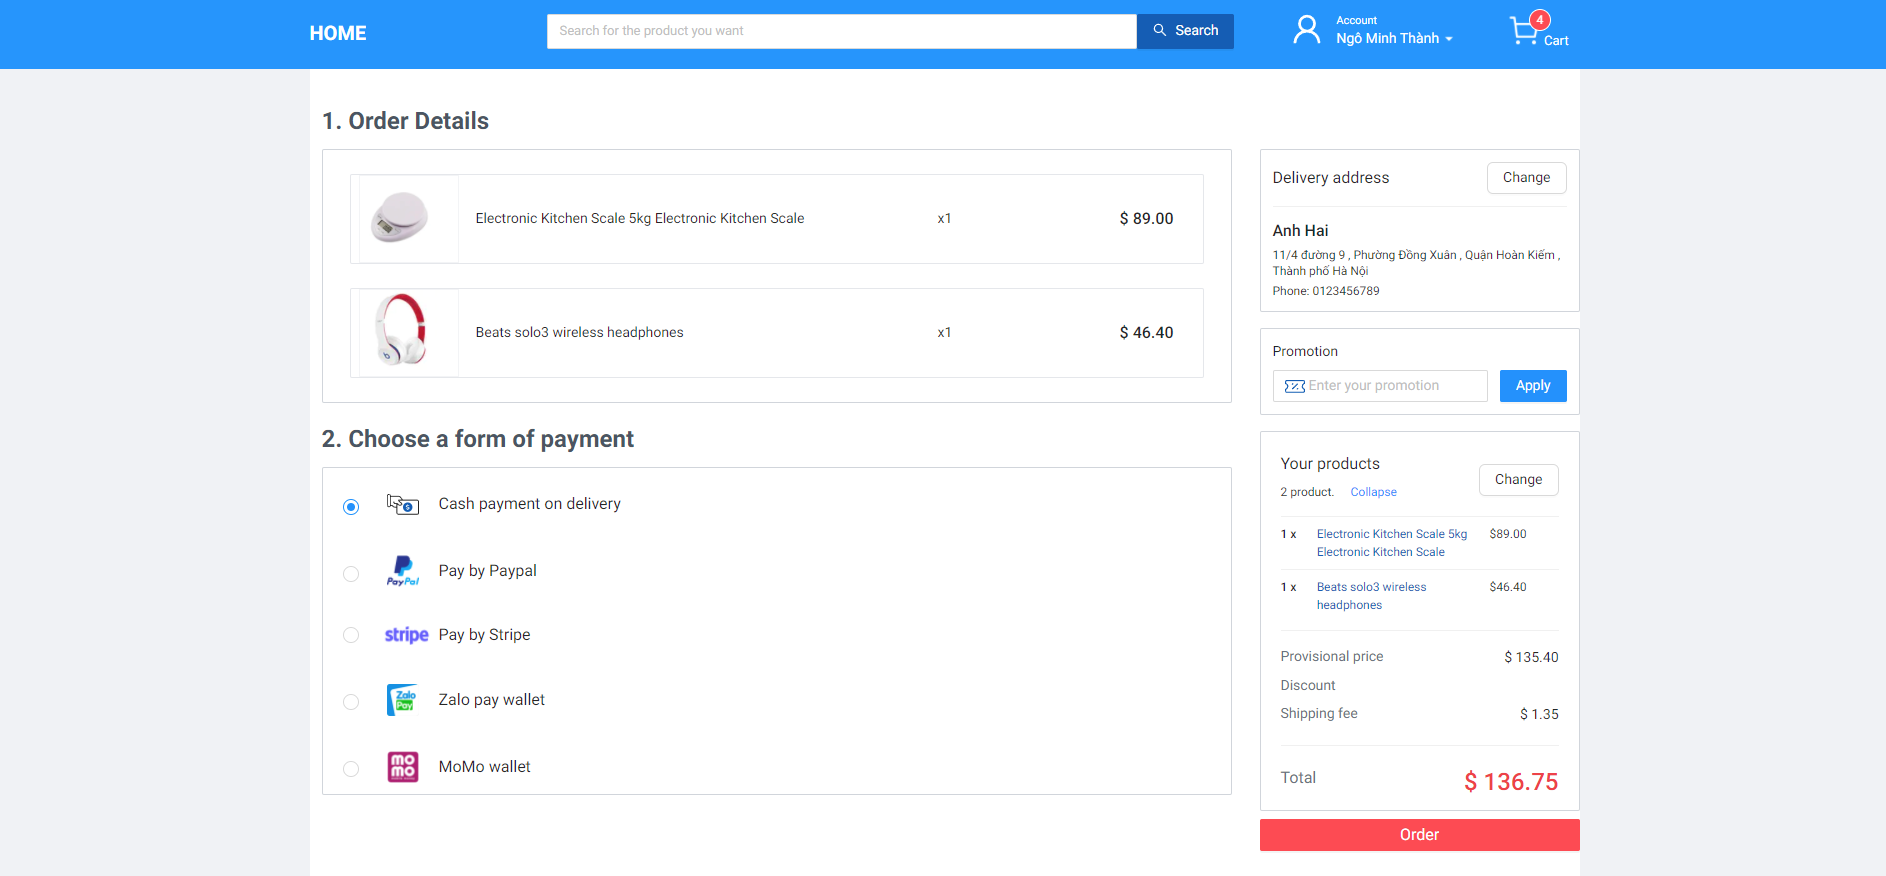 HOME
Search for the product you want
Search
Account
Ngô Minh Thành
4
Cart
1. Order Details
Electronic Kitchen Scale 5kg Electronic Kitchen Scale
x1
$ 89.00
Beats solo3 wireless headphones
x1
$ 46.40
2. Choose a form of payment
Cash payment on delivery
PayPal
Pay by Paypal
stripe
Pay by Stripe
Zalo
Pay
Zalo pay wallet
mo
mo
MoMo wallet
Delivery address
Change
Anh Hai
11/4 đường 9 , Phường Đồng Xuân , Quận Hoàn Kiếm ,
Thành phố Hà Nội
Phone: 0123456789
Promotion
Enter your promotion
Apply
Your products
Change
2 product.
Collapse
1 x
Electronic Kitchen Scale 5kg
Electronic Kitchen Scale
$89.00
1 x
Beats solo3 wireless
headphones
$46.40
Provisional price
$ 135.40
Discount
Shipping fee
$ 1.35
Total
$ 136.75
Order